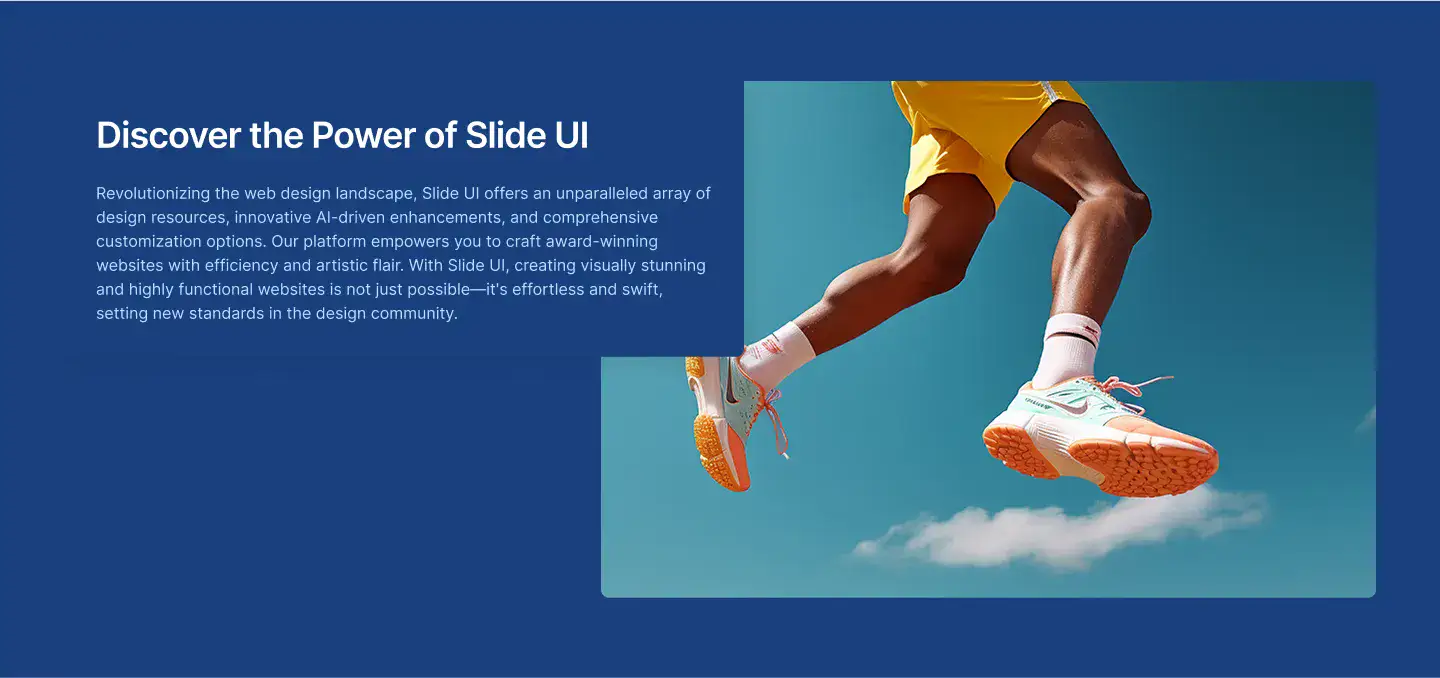 Discover the Power of Slide UI
Revolutionizing the web design landscape, Slide UI offers an unparalleled array of
design resources, innovative AI-driven enhancements, and comprehensive
customization options. Our platform empowers you to craft award-winning
websites with efficiency and artistic flair. With Slide UI, creating visually stunning
and highly functional websites is not just possible—it's effortless and swift,
setting new standards in the design community.